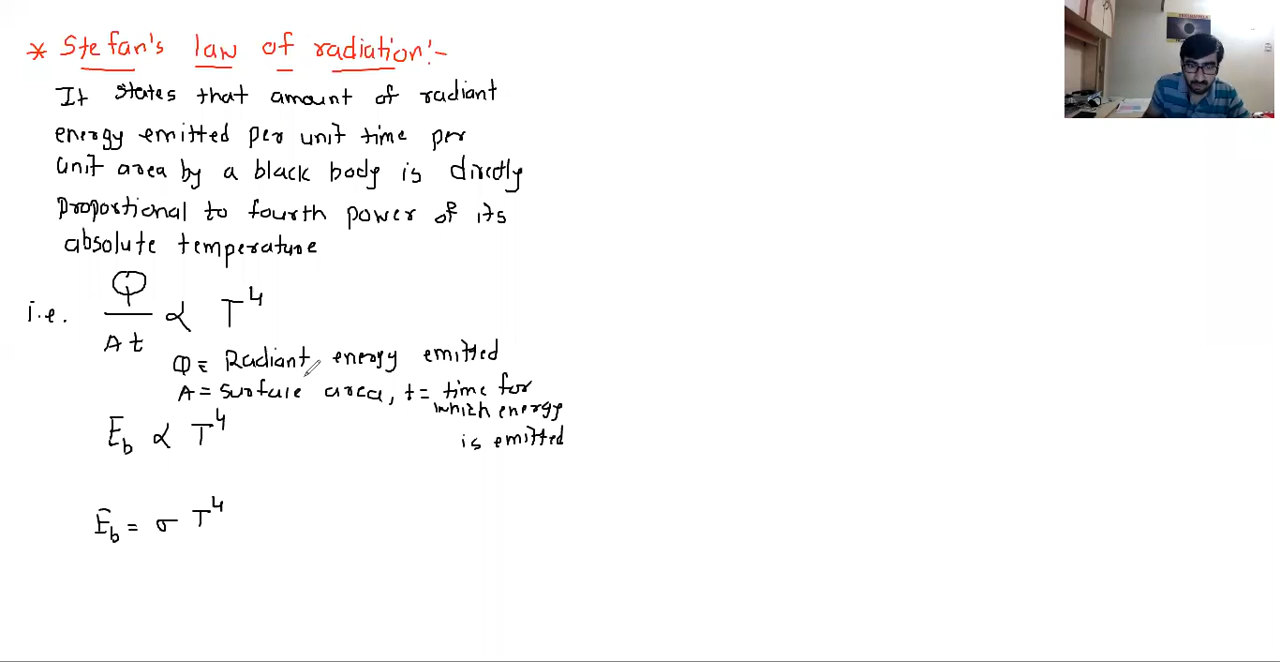 * Stefan's law of radiation:-
It states that amount of radiant
energy emitted per unit time per
unit area by a black body is directly
proportional to fourth power of its
absolute temperature
i.e. Q/At ∝ T⁴
Q = Radiant energy emitted
A = surface area, t = time for
which energy
is emitted
E_b ∝ T⁴
E_b = σ T⁴